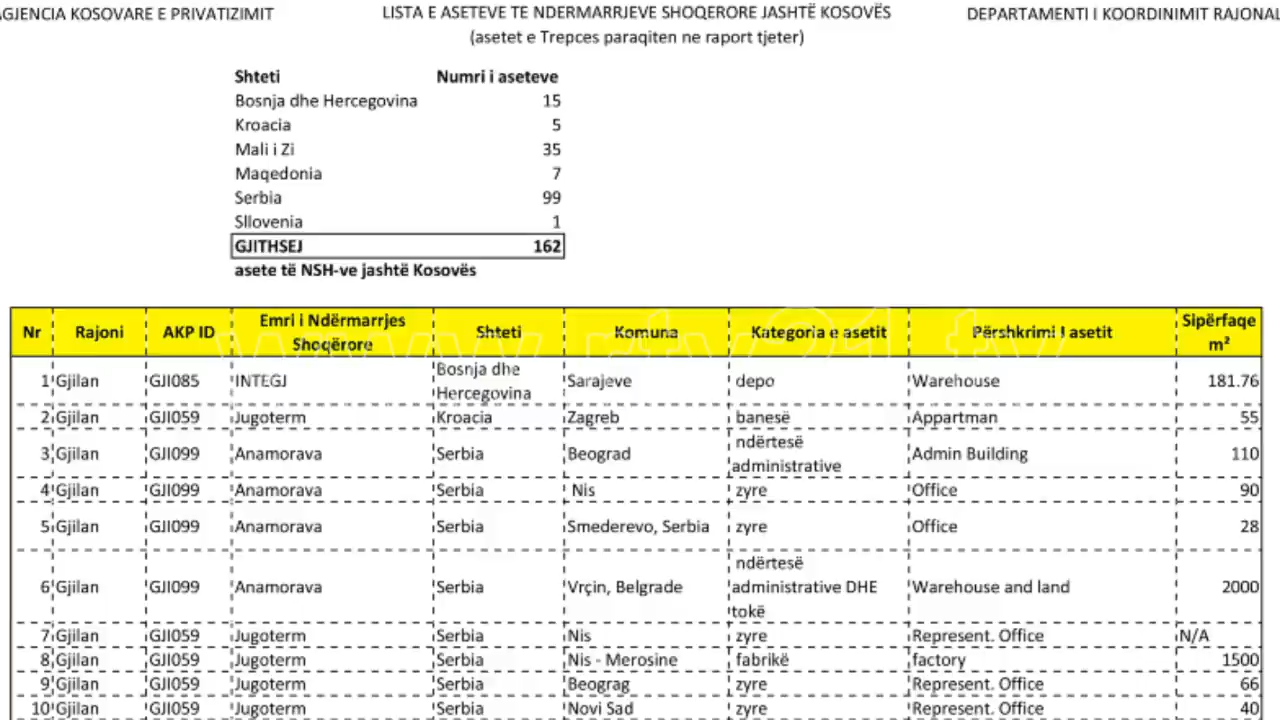 AGJENCIA KOSOVARE E PRIVATIZIMIT LISTA E ASETEVE TE NDERMARRJEVE SHOQERORE JASHTË KOSOVËS DEPARTAMENTI I KOORDINIMIT RAJONAL
(asetet e Trepces paraqiten ne raport tjeter)
Shteti Numri i aseteve
Bosnja dhe Hercegovina 15
Kroacia 5
Mali i Zi 35
Maqedonia 7
Serbia 99
Sllovenia 1
GJITHSEJ 162
asete të NSH-ve jashtë Kosovës
Nr Rajoni AKP ID Emri i Ndërmarrjes Shoqërore Shteti Komuna Kategoria e asetit Përshkrimi I asetit Sipërfaqe m²
www.rtv21.tv
1 Gjilan GJI085 INTEGJ Bosnja dhe Hercegovina Sarajeve depo Warehouse 181.76
2 Gjilan GJI059 Jugoterm Kroacia Zagreb banesë Appartman 55
3 Gjilan GJI099 Anamorava Serbia Beograd ndërtesë administrative Admin Building 110
4 Gjilan GJI099 Anamorava Serbia Nis zyre Office 90
5 Gjilan GJI099 Anamorava Serbia Smederevo, Serbia zyre Office 28
6 Gjilan GJI099 Anamorava Serbia Vrçin, Belgrade ndërtesë administrative DHE tokë Warehouse and land 2000
7 Gjilan GJI059 Jugoterm Serbia Nis zyre Represent. Office N/A
8 Gjilan GJI059 Jugoterm Serbia Nis - Merosine fabrikë factory 1500
9 Gjilan GJI059 Jugoterm Serbia Beograg zyre Represent. Office 66
10 Gjilan GJI059 Jugoterm Serbia Novi Sad zyre Represent. Office 40